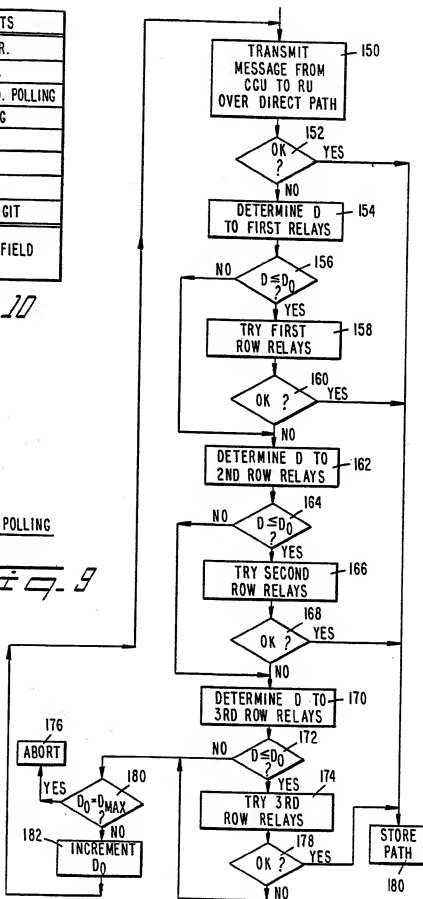 TS
R.
. POLLING
G
GIT
FIELD
10
POLLING
9
TRANSMIT
MESSAGE FROM
CCU TO RU
OVER DIRECT PATH
150
OK
?
152
YES
NO
DETERMINE D
TO FIRST RELAYS
154
D≦D0
?
156
NO
YES
TRY FIRST
ROW RELAYS
158
OK ?
160
YES
NO
DETERMINE D TO
2ND ROW RELAYS
162
D≦D0
?
164
NO
YES
TRY SECOND
ROW RELAYS
166
OK ?
168
YES
NO
DETERMINE D TO
3RD ROW RELAYS
170
D≦D0
?
172
NO
YES
TRY 3RD
ROW RELAYS
174
OK ?
178
YES
NO
176
ABORT
YES
D0=DMAX
?
180
NO
182
INCREMENT
D0
STORE
PATH
180